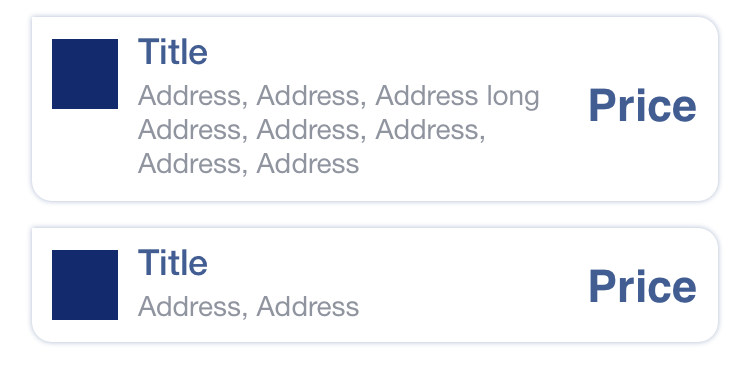 Title
Address, Address, Address long
Address, Address, Address,
Address, Address
Price
Title
Address, Address
Price